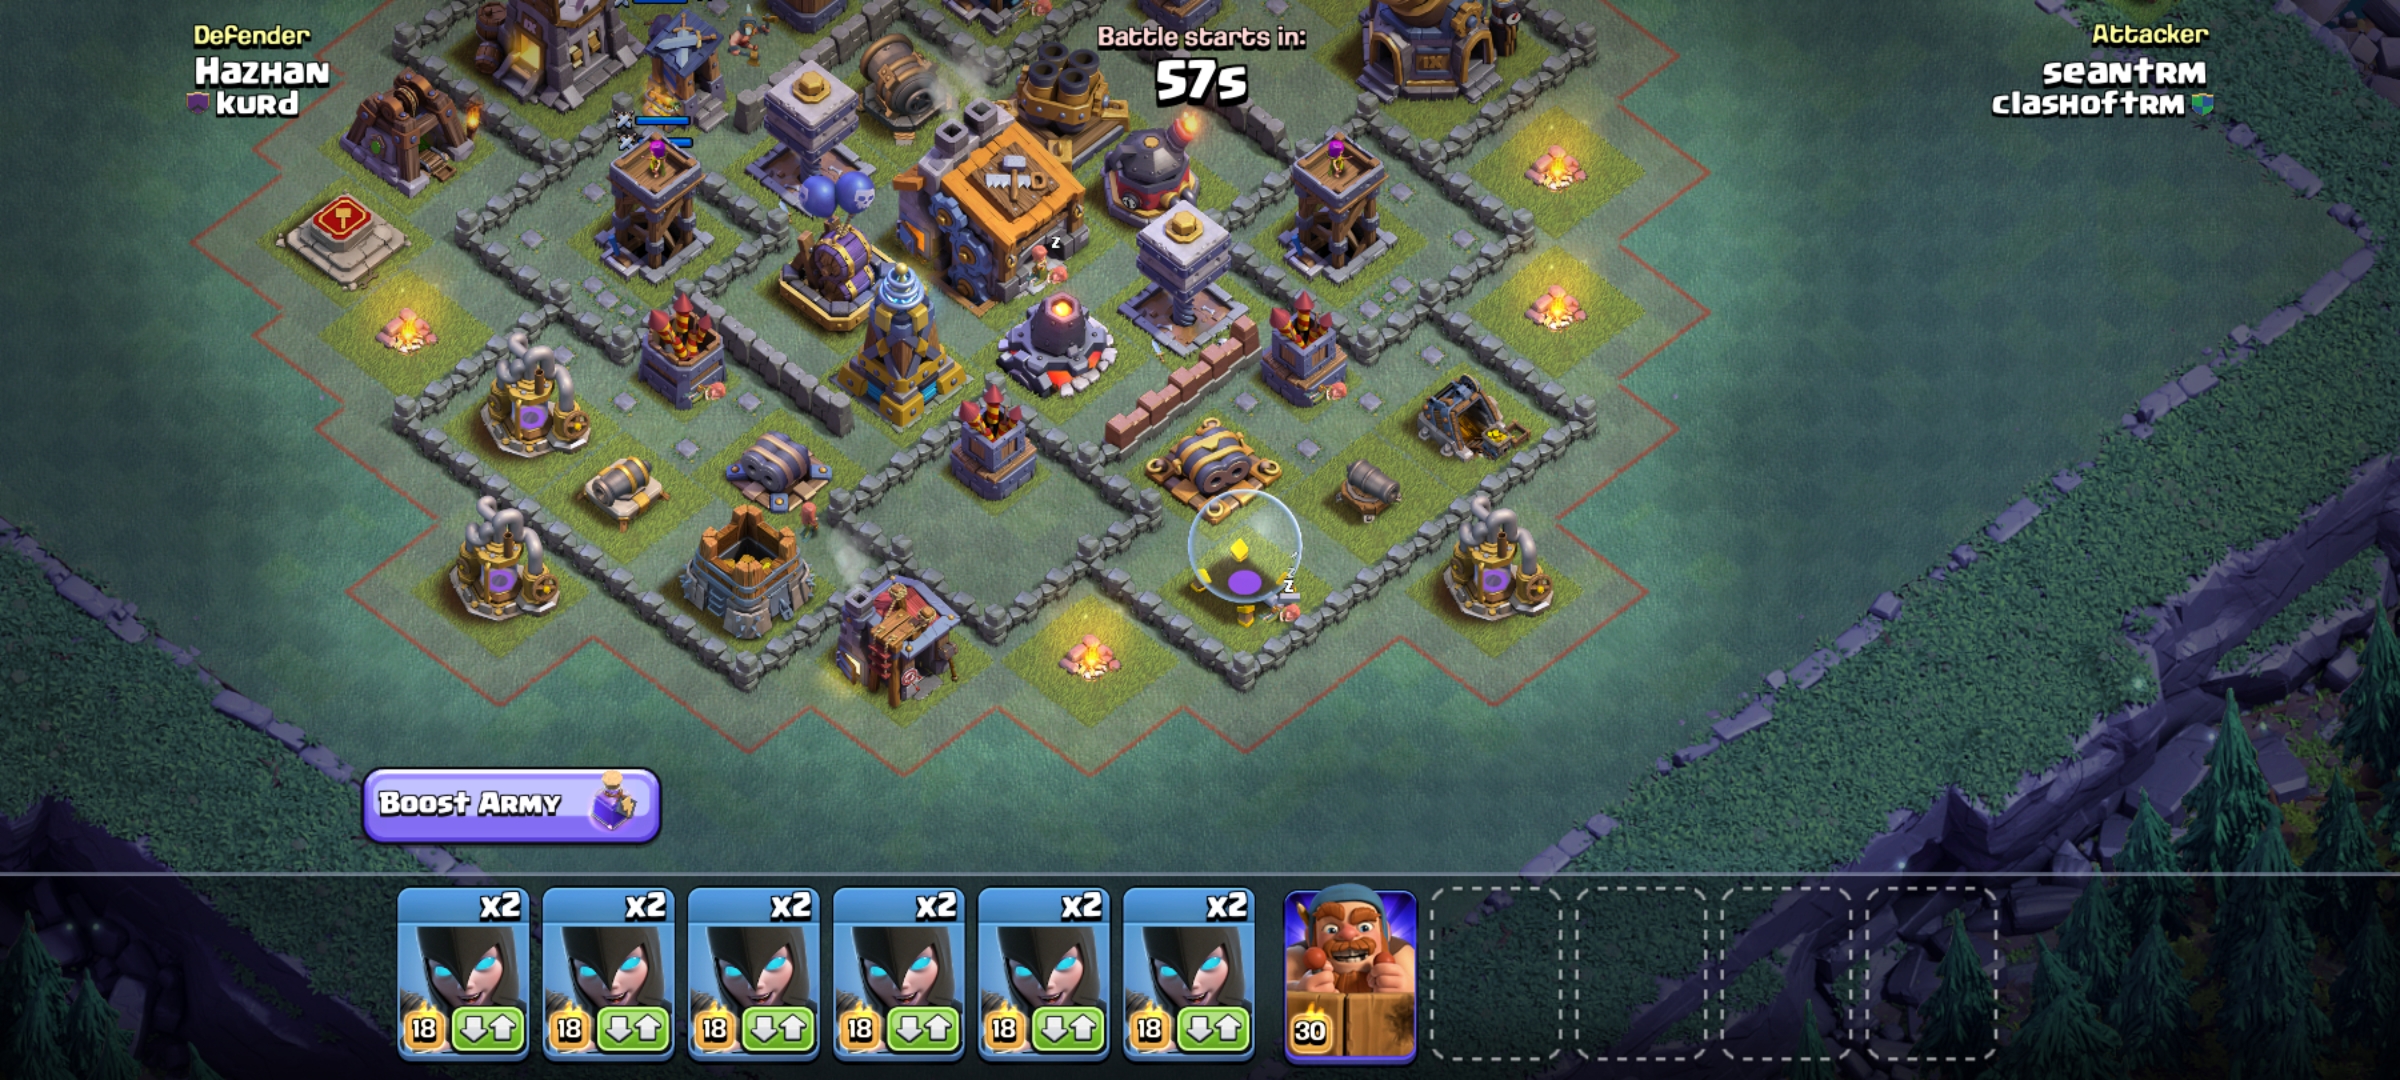 Defender
Hazhan
kurd
Battle starts in:
57s
Attacker
seantRM
clashoftRM
z
z
z
Boost Army
x2
x2
x2
x2
x2
x2
18
18
18
18
18
18
30